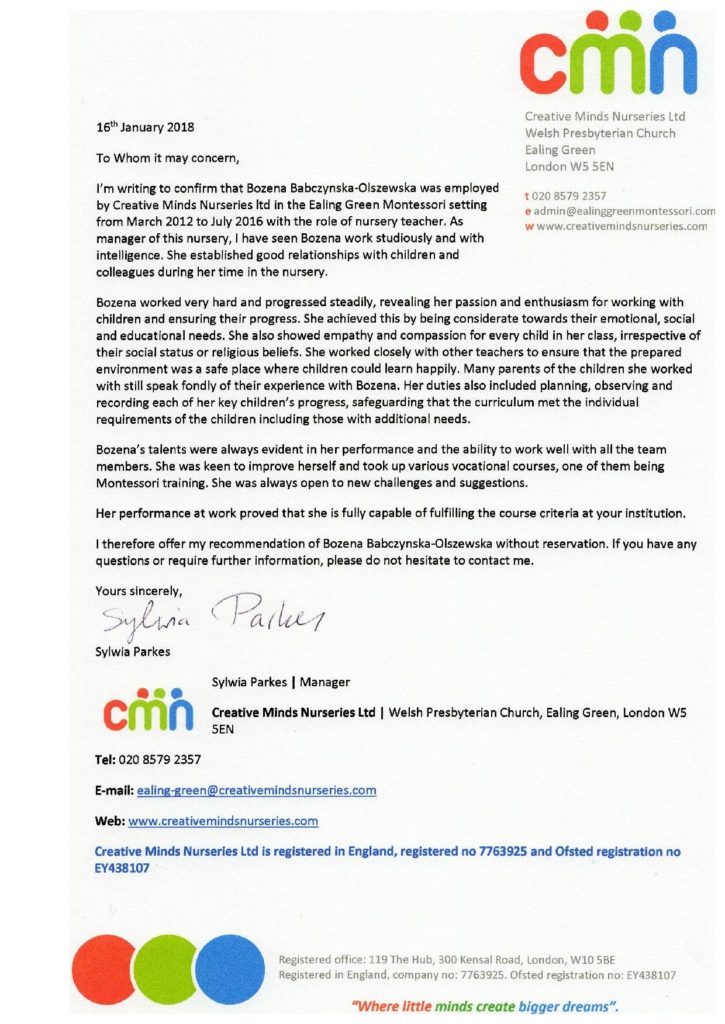 cmn
Creative Minds Nurseries Ltd
Welsh Presbyterian Church
Ealing Green
London W5 5EN
t 020 8579 2357
e admin@ealinggreenmontessori.com
w www.creativemindsnurseries.com
16th January 2018
To Whom it may concern,
I'm writing to confirm that Bozena Babczynska-Olszewska was employed
by Creative Minds Nurseries ltd in the Ealing Green Montessori setting
from March 2012 to July 2016 with the role of nursery teacher. As
manager of this nursery, I have seen Bozena work studiously and with
intelligence. She established good relationships with children and
colleagues during her time in the nursery.
Bozena worked very hard and progressed steadily, revealing her passion and enthusiasm for working with
children and ensuring their progress. She achieved this by being considerate towards their emotional, social
and educational needs. She also showed empathy and compassion for every child in her class, irrespective of
their social status or religious beliefs. She worked closely with other teachers to ensure that the prepared
environment was a safe place where children could learn happily. Many parents of the children she worked
with still speak fondly of their experience with Bozena. Her duties also included planning, observing and
recording each of her key children's progress, safeguarding that the curriculum met the individual
requirements of the children including those with additional needs.
Bozena's talents were always evident in her performance and the ability to work well with all the team
members. She was keen to improve herself and took up various vocational courses, one of them being
Montessori training. She was always open to new challenges and suggestions.
Her performance at work proved that she is fully capable of fulfilling the course criteria at your institution.
I therefore offer my recommendation of Bozena Babczynska-Olszewska without reservation. If you have any
questions or require further information, please do not hesitate to contact me.
Yours sincerely,
Sylwia Parkes
Sylwia Parkes
Sylwia Parkes | Manager
cmn
Creative Minds Nurseries Ltd | Welsh Presbyterian Church, Ealing Green, London W5
5EN
Tel: 020 8579 2357
E-mail: ealing-green@creativemindsnurseries.com
Web: www.creativemindsnurseries.com
Creative Minds Nurseries Ltd is registered in England, registered no 7763925 and Ofsted registration no
EY438107
Registered office: 119 The Hub, 300 Kensal Road, London, W10 5BE
Registered in England, company no: 7763925. Ofsted registration no: EY438107
"Where little minds create bigger dreams".